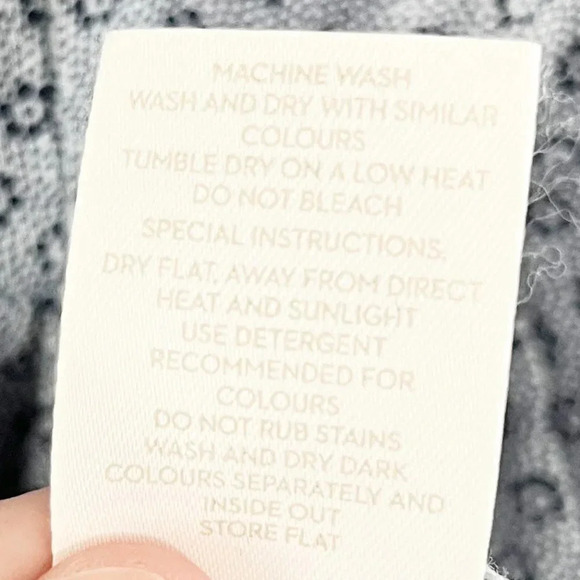 MACHINE WASH
WASH AND DRY WITH SIMILAR
COLOURS
TUMBLE DRY ON A LOW HEAT
DO NOT BLEACH
SPECIAL INSTRUCTIONS.
DRY FLAT, AWAY FROM DIRECT
HEAT AND SUNLIGHT
USE DETERGENT
RECOMMENDED FOR
COLOURS
DO NOT RUB STAINS
WASH AND DRY DARK
COLOURS SEPARATELY AND
INSIDE OUT
STORE FLAT